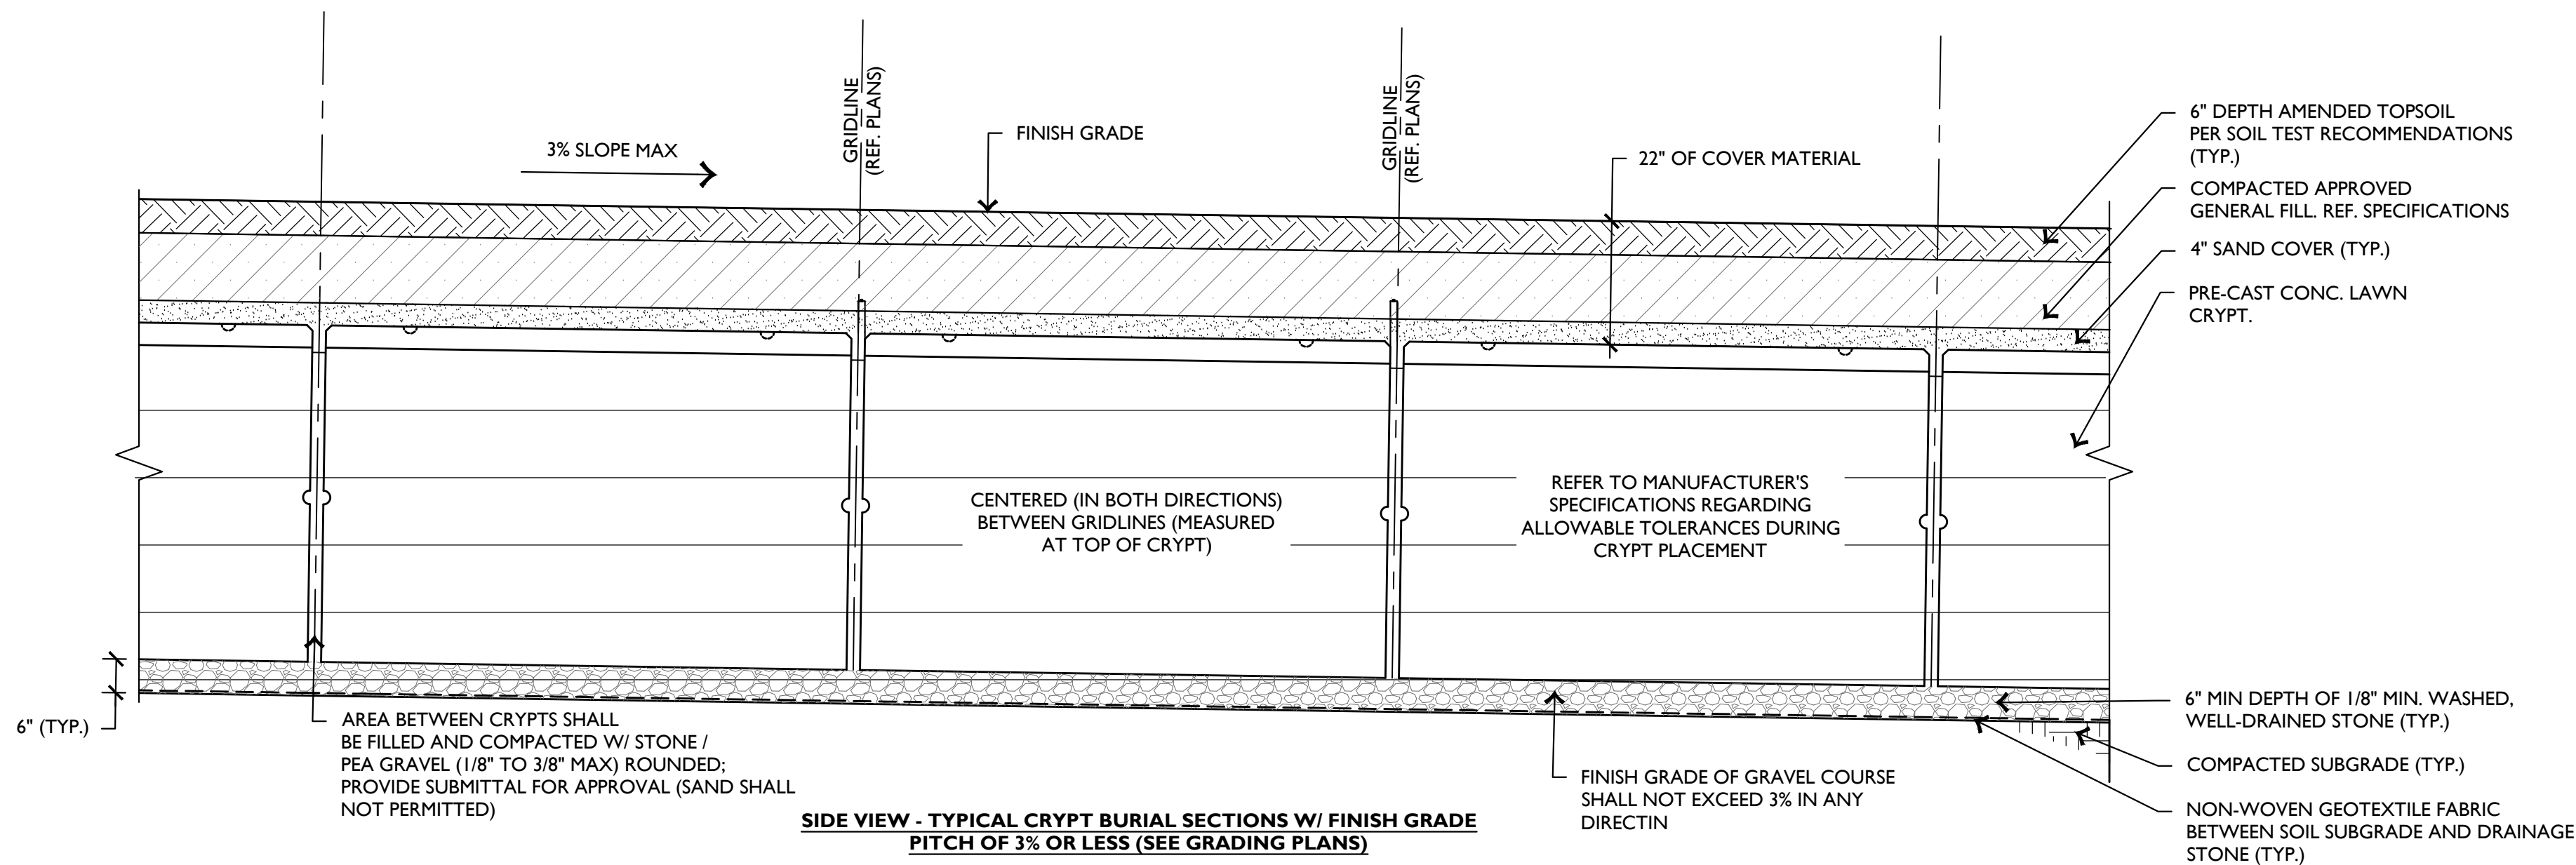 GRIDLINE
(REF. PLANS)
GRIDLINE
(REF. PLANS)
3% SLOPE MAX
FINISH GRADE
22" OF COVER MATERIAL
6" DEPTH AMENDED TOPSOIL
PER SOIL TEST RECOMMENDATIONS
(TYP.)
COMPACTED APPROVED
GENERAL FILL. REF. SPECIFICATIONS
4" SAND COVER (TYP.)
PRE-CAST CONC. LAWN
CRYPT.
CENTERED (IN BOTH DIRECTIONS)
BETWEEN GRIDLINES (MEASURED
AT TOP OF CRYPT)
REFER TO MANUFACTURER'S
SPECIFICATIONS REGARDING
ALLOWABLE TOLERANCES DURING
CRYPT PLACEMENT
6" (TYP.)
AREA BETWEEN CRYPTS SHALL
BE FILLED AND COMPACTED W/ STONE /
PEA GRAVEL (1/8" TO 3/8" MAX) ROUNDED;
PROVIDE SUBMITTAL FOR APPROVAL (SAND SHALL
NOT PERMITTED)
FINISH GRADE OF GRAVEL COURSE
SHALL NOT EXCEED 3% IN ANY
DIRECTIN
6" MIN DEPTH OF 1/8" MIN. WASHED,
WELL-DRAINED STONE (TYP.)
COMPACTED SUBGRADE (TYP.)
NON-WOVEN GEOTEXTILE FABRIC
BETWEEN SOIL SUBGRADE AND DRAINAGE
STONE (TYP.)
SIDE VIEW - TYPICAL CRYPT BURIAL SECTIONS W/ FINISH GRADE
PITCH OF 3% OR LESS (SEE GRADING PLANS)